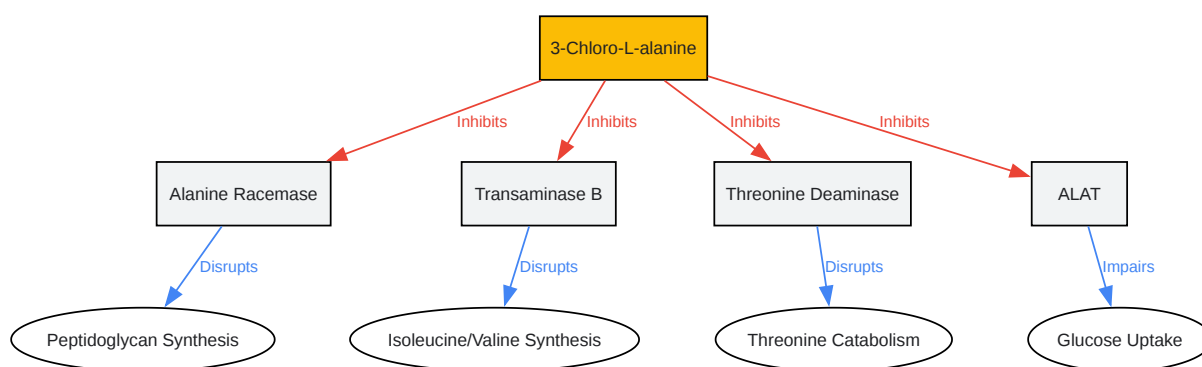 3-Chloro-L-alanine
Inhibits
Inhibits
Inhibits
Inhibits
Alanine Racemase
Transaminase B
Threonine Deaminase
ALAT
Disrupts
Disrupts
Disrupts
Impairs
Peptidoglycan Synthesis
Isoleucine/Valine Synthesis
Threonine Catabolism
Glucose Uptake